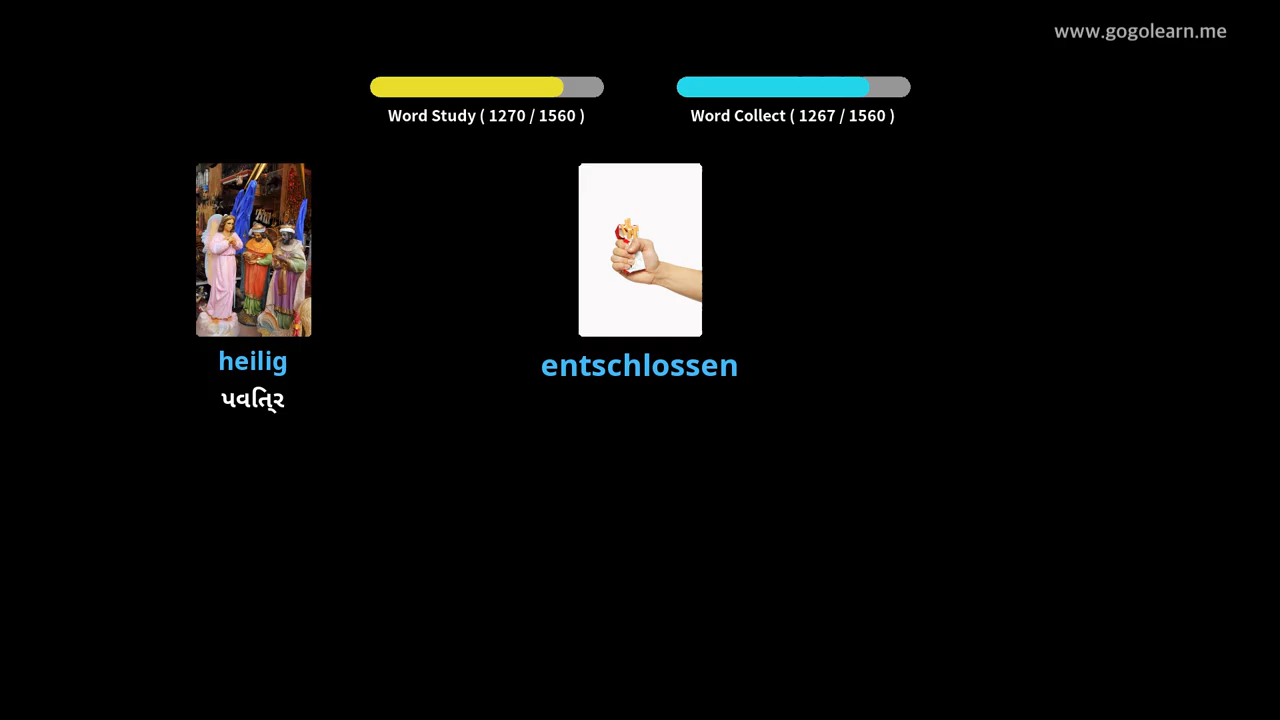 www.gogolearn.me
Word Study ( 1270 / 1560 )
Word Collect ( 1267 / 1560 )
heilig
પવિત્ર
entschlossen